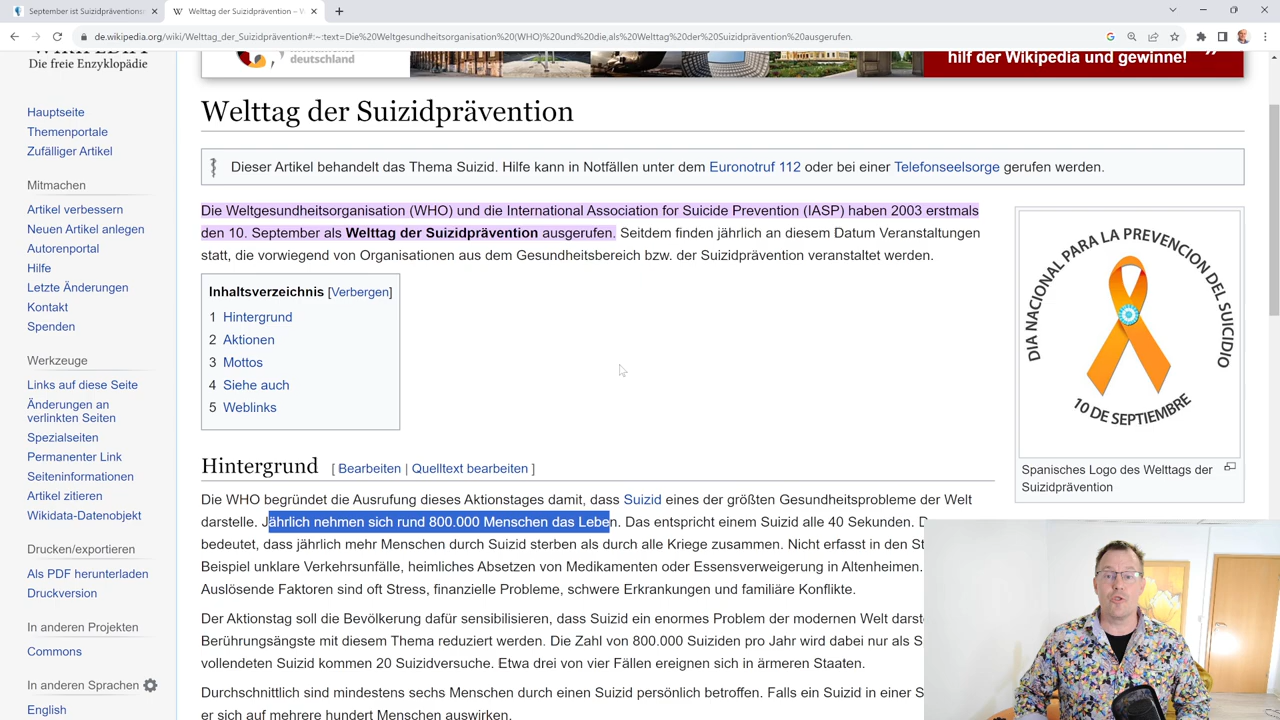 September ist Suizidpräventions
Welttag der Suizidprävention –
de.wikipedia.org/wiki/Welttag_der_Suizidprävention#:~:text=Die%20Weltgesundheitsorganisation%20(WHO)%20und%20die,als%20Welttag%20der%20Suizidprävention%20ausgerufen.
WIKIPEDIA
Die freie Enzyklopädie
deutschland
hilf der Wikipedia und gewinne!
Hauptseite
Themenportale
Zufälliger Artikel
Mitmachen
Artikel verbessern
Neuen Artikel anlegen
Autorenportal
Hilfe
Letzte Änderungen
Kontakt
Spenden
Werkzeuge
Links auf diese Seite
Änderungen an
verlinkten Seiten
Spezialseiten
Permanenter Link
Seiteninformationen
Artikel zitieren
Wikidata-Datenobjekt
Drucken/exportieren
Als PDF herunterladen
Druckversion
In anderen Projekten
Commons
In anderen Sprachen
English
Welttag der Suizidprävention
Dieser Artikel behandelt das Thema Suizid. Hilfe kann in Notfällen unter dem Euronotruf 112 oder bei einer Telefonseelsorge gerufen werden.
Die Weltgesundheitsorganisation (WHO) und die International Association for Suicide Prevention (IASP) haben 2003 erstmals
den 10. September als Welttag der Suizidprävention ausgerufen. Seitdem finden jährlich an diesem Datum Veranstaltungen
statt, die vorwiegend von Organisationen aus dem Gesundheitsbereich bzw. der Suizidprävention veranstaltet werden.
Inhaltsverzeichnis [Verbergen]
1 Hintergrund
2 Aktionen
3 Mottos
4 Siehe auch
5 Weblinks
DIA NACIONAL PARA LA PREVENCION DEL SUICIDIO
10 DE SEPTIEMBRE
Spanisches Logo des Welttags der
Suizidprävention
Hintergrund [ Bearbeiten | Quelltext bearbeiten ]
Die WHO begründet die Ausrufung dieses Aktionstages damit, dass Suizid eines der größten Gesundheitsprobleme der Welt
darstelle. Jährlich nehmen sich rund 800.000 Menschen das Leben. Das entspricht einem Suizid alle 40 Sekunden. D
bedeutet, dass jährlich mehr Menschen durch Suizid sterben als durch alle Kriege zusammen. Nicht erfasst in den St
Beispiel unklare Verkehrsunfälle, heimliches Absetzen von Medikamenten oder Essensverweigerung in Altenheimen.
Auslösende Faktoren sind oft Stress, finanzielle Probleme, schwere Erkrankungen und familiäre Konflikte.
Der Aktionstag soll die Bevölkerung dafür sensibilisieren, dass Suizid ein enormes Problem der modernen Welt darst
Berührungsängste mit diesem Thema reduziert werden. Die Zahl von 800.000 Suiziden pro Jahr wird dabei nur als S
vollendeten Suizid kommen 20 Suizidversuche. Etwa drei von vier Fällen ereignen sich in ärmeren Staaten.
Durchschnittlich sind mindestens sechs Menschen durch einen Suizid persönlich betroffen. Falls ein Suizid in einer S
er sich auf mehrere hundert Menschen auswirken.